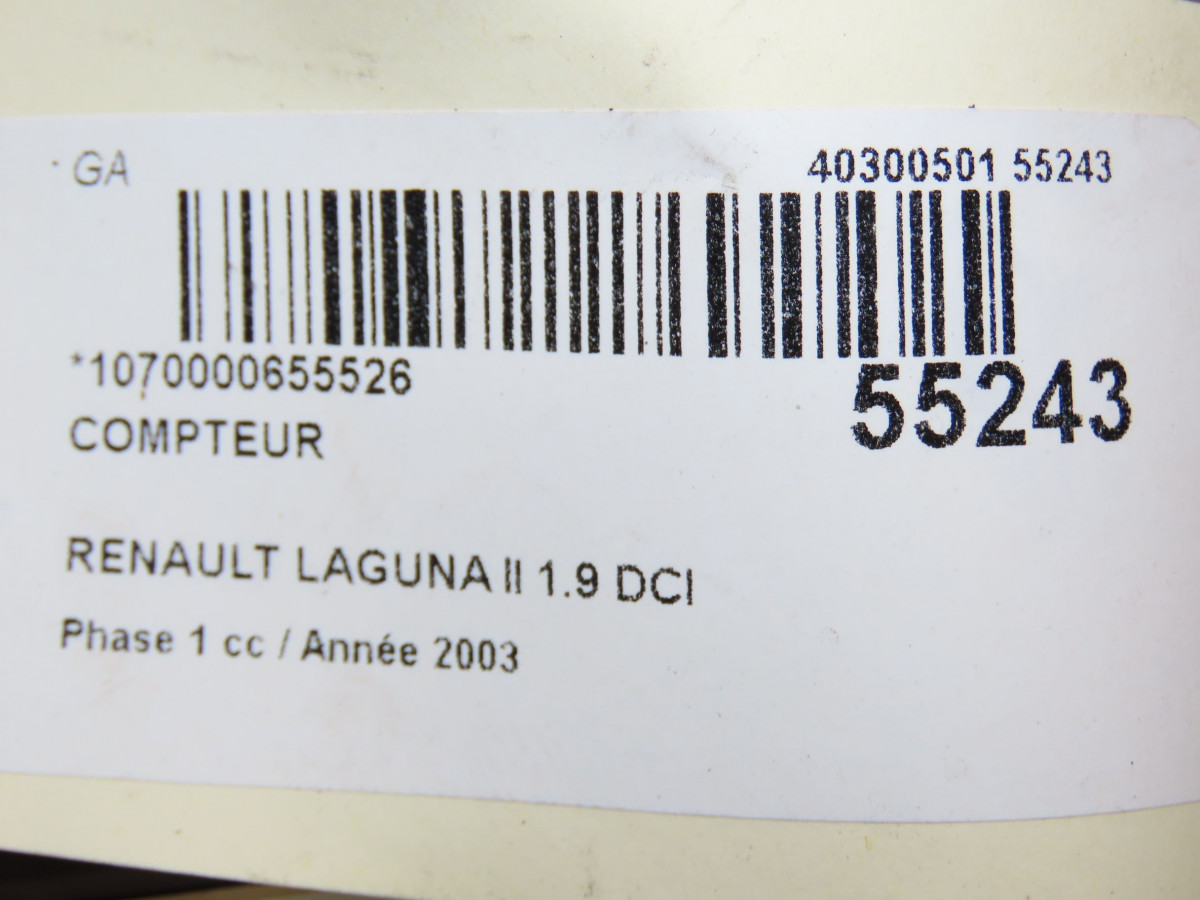 GA
40300501 55243
*1070000655526
55243
COMPTEUR
RENAULT LAGUNA II 1.9 DCI
Phase 1 cc / Année 2003